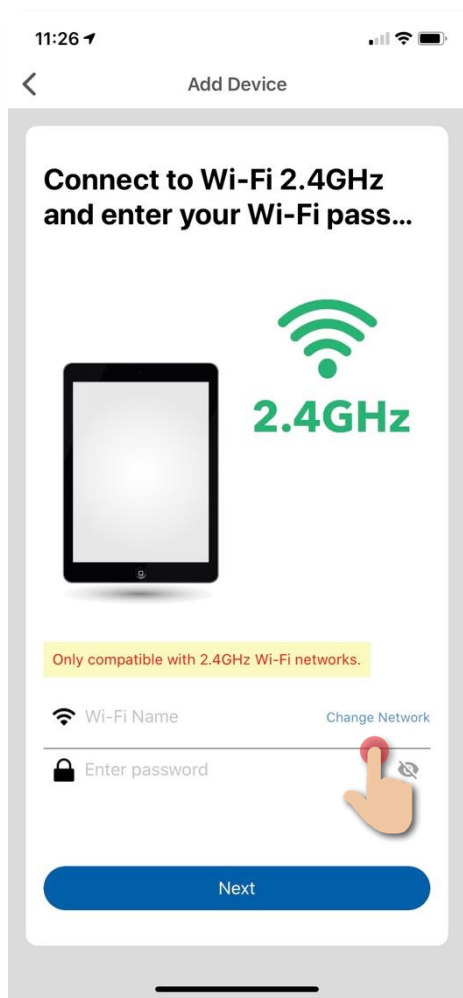 11:26
Add Device
Connect to Wi-Fi 2.4GHz
and enter your Wi-Fi pass...
2.4GHz
Only compatible with 2.4GHz Wi-Fi networks.
Wi-Fi Name
Change Network
Enter password
Next